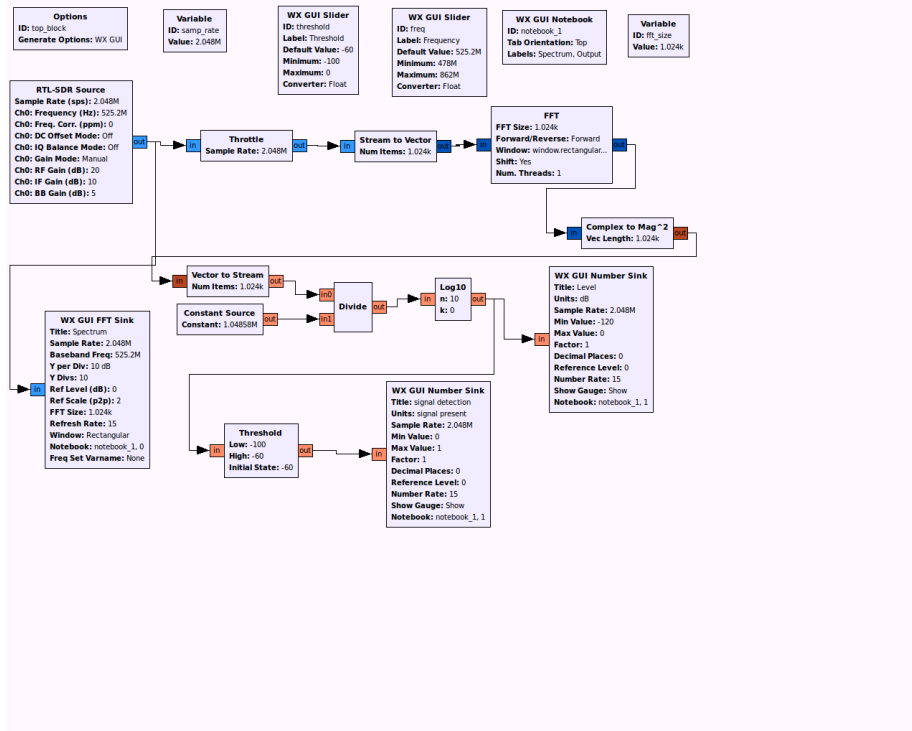 Options
ID: top_block
Generate Options: WX GUI
Variable
ID: samp_rate
Value: 2.048M
WX GUI Slider
ID: threshold
Label: Threshold
Default Value: -60
Minimum: -100
Maximum: 0
Converter: Float
WX GUI Slider
ID: freq
Label: Frequency
Default Value: 525.2M
Minimum: 478M
Maximum: 862M
Converter: Float
WX GUI Notebook
ID: notebook_1
Tab Orientation: Top
Labels: Spectrum, Output
Variable
ID: fft_size
Value: 1.024k
RTL-SDR Source
Sample Rate (sps): 2.048M
Ch0: Frequency (Hz): 525.2M
Ch0: Freq. Corr. (ppm): 0
Ch0: DC Offset Mode: Off
Ch0: IQ Balance Mode: Off
Ch0: Gain Mode: Manual
Ch0: RF Gain (dB): 20
Ch0: IF Gain (dB): 10
Ch0: BB Gain (dB): 5
out
in
Throttle
Sample Rate: 2.048M
out
in
Stream to Vector
Num Items: 1.024k
out
in
FFT
FFT Size: 1.024k
Forward/Reverse: Forward
Window: window.rectangular...
Shift: Yes
Num. Threads: 1
out
in
Complex to Mag^2
Vec Length: 1.024k
out
in
Vector to Stream
Num Items: 1.024k
out
Constant Source
Constant: 1.04858M
out
in0
in1
Divide
out
in
Log10
n: 10
k: 0
out
in
WX GUI Number Sink
Title: Level
Units: dB
Sample Rate: 2.048M
Min Value: -120
Max Value: 0
Factor: 1
Decimal Places: 0
Reference Level: 0
Number Rate: 15
Show Gauge: Show
Notebook: notebook_1, 1
in
WX GUI FFT Sink
Title: Spectrum
Sample Rate: 2.048M
Baseband Freq: 525.2M
Y per Div: 10 dB
Y Divs: 10
Ref Level (dB): 0
Ref Scale (p2p): 2
FFT Size: 1.024k
Refresh Rate: 15
Window: Rectangular
Notebook: notebook_1, 0
Freq Set Varname: None
in
Threshold
Low: -100
High: -60
Initial State: -60
out
in
WX GUI Number Sink
Title: signal detection
Units: signal present
Sample Rate: 2.048M
Min Value: 0
Max Value: 1
Factor: 1
Decimal Places: 0
Reference Level: 0
Number Rate: 15
Show Gauge: Show
Notebook: notebook_1, 1